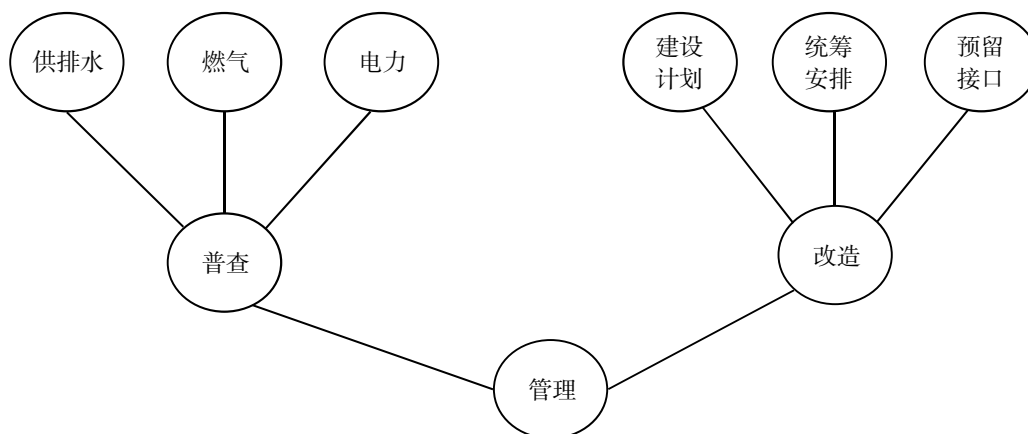 供排水
燃气
电力
建设
计划
统筹
安排
预留
接口
普查
改造
管理